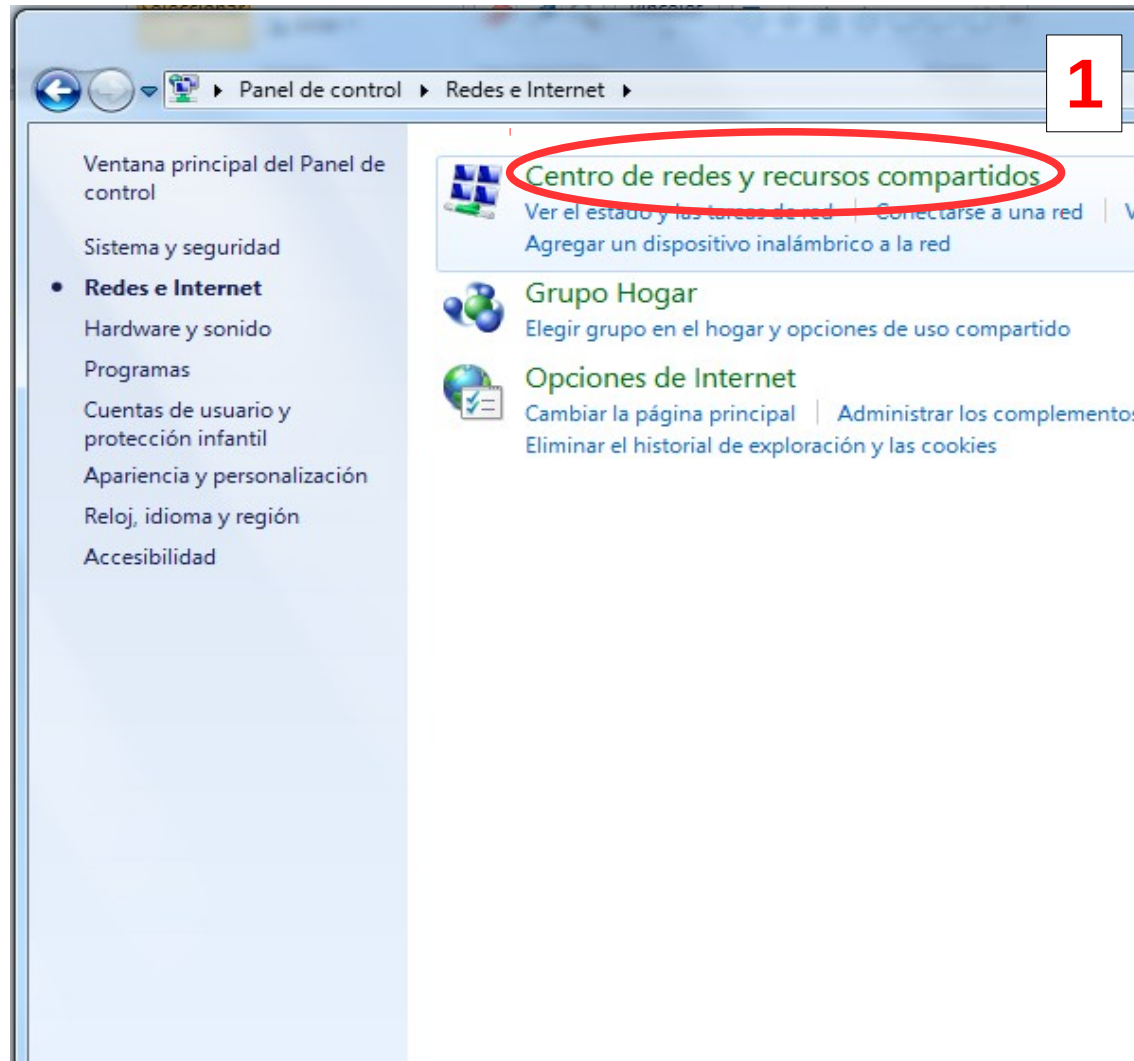 Seleccionar
Panel de control Redes e Internet
1
Ventana principal del Panel de
control
Sistema y seguridad
Redes e Internet
Hardware y sonido
Programas
Cuentas de usuario y
protección infantil
Apariencia y personalización
Reloj, idioma y región
Accesibilidad
Centro de redes y recursos compartidos
Ver el estado y las tareas de red Conectarse a una red V
Agregar un dispositivo inalámbrico a la red
Grupo Hogar
Elegir grupo en el hogar y opciones de uso compartido
Opciones de Internet
Cambiar la página principal Administrar los complementos
Eliminar el historial de exploración y las cookies